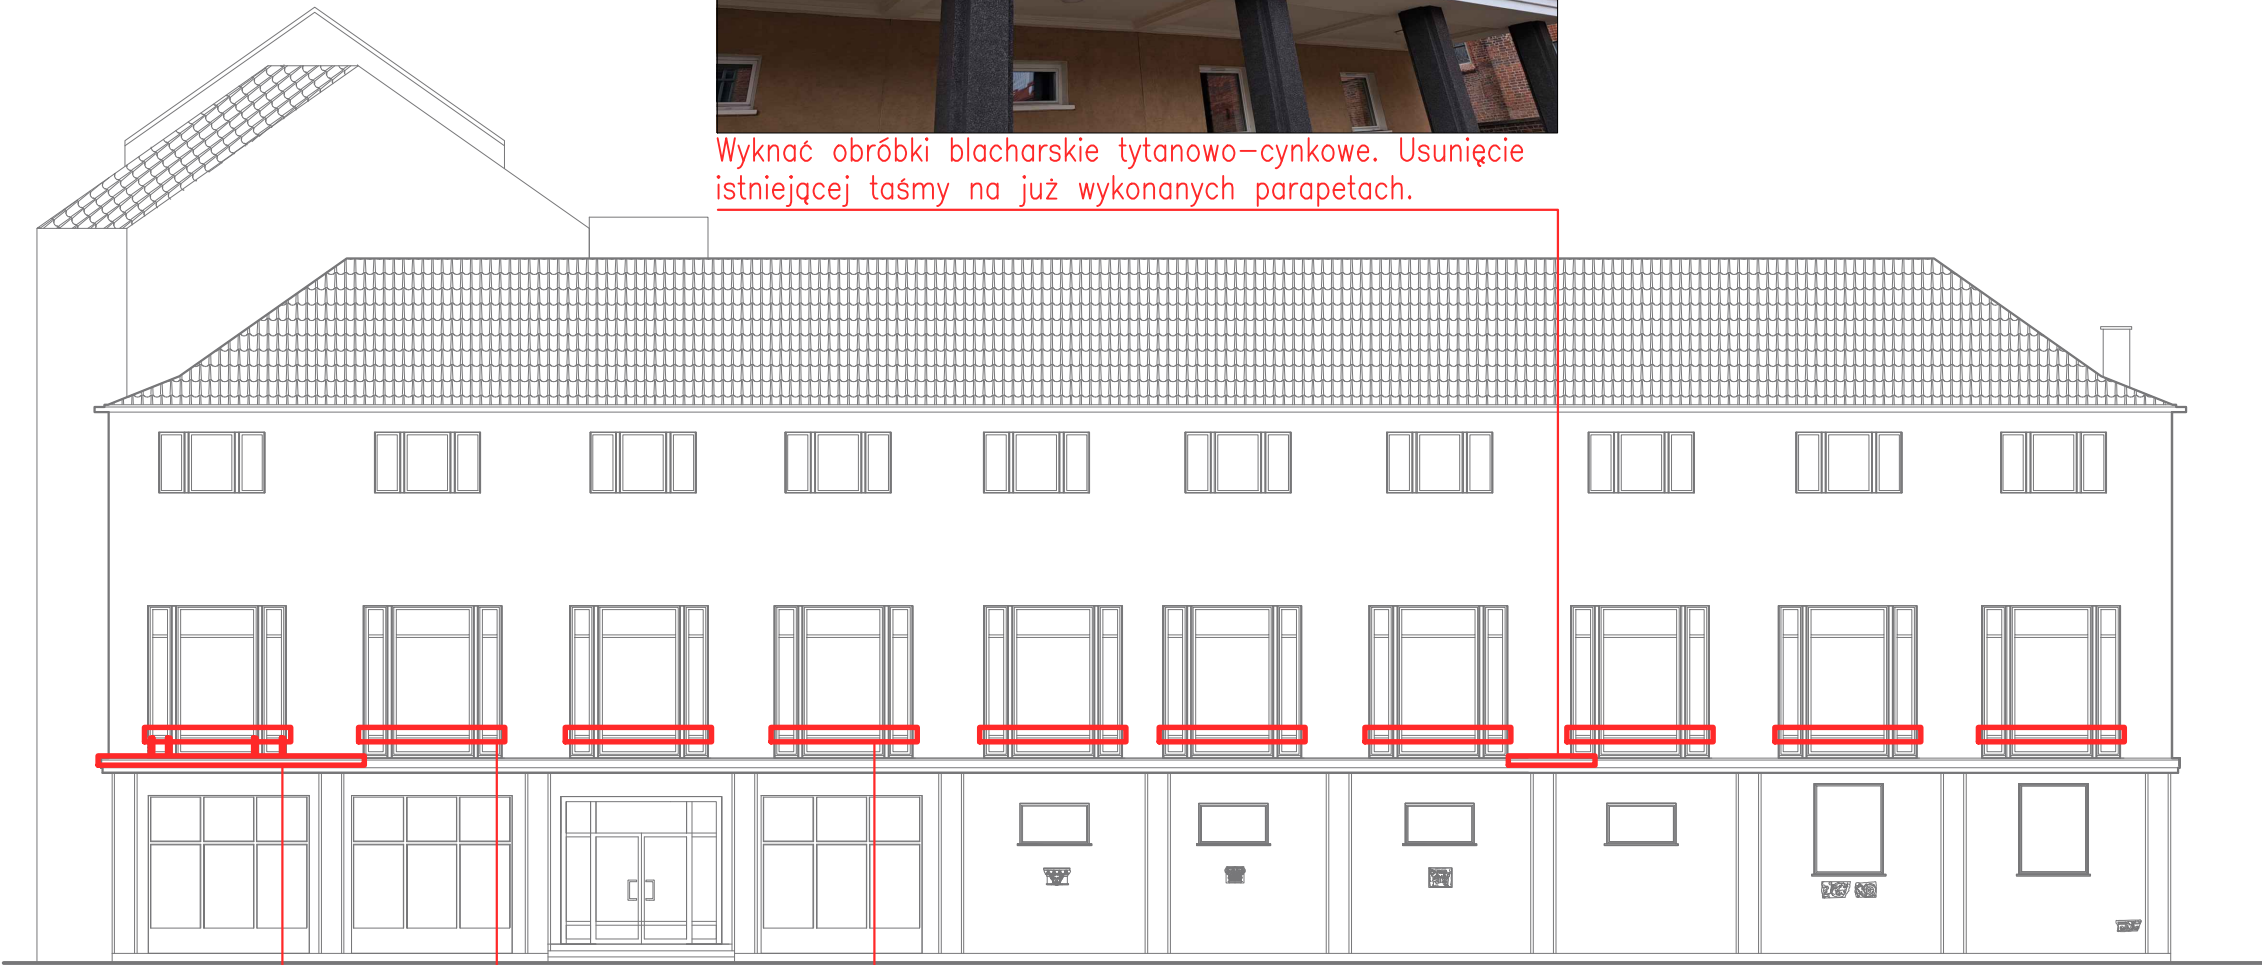 Wyknać obróbki blacharskie tytanowo-cynkowe. Usunięcie
istniejącej taśmy na już wykonanych parapetach.